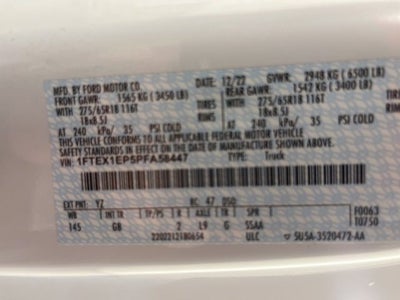 MFD. BY FORD MOTOR CO.
DATE: 12/22 GVWR: 2948 KG (6500 LB)
FRONT GAWR: 1565 KG (3450 LB) REAR GAWR: 1542 KG (3400 LB)
WITH TIRES WITH TIRES
275/65R18 116T 275/65R18 116T RIMS
18x8.5J 18x8.5J
AT 240 kPa/ 35 PSI COLD AT 240 kPa/ 35 PSI COLD
THIS VEHICLE CONFORMS TO ALL APPLICABLE FEDERAL MOTOR VEHICLE
SAFETY STANDARDS IN EFFECT ON THE DATE OF MANUFACTURE SHOWN ABOVE.
VIN: 1FTEX1EP5PFA58447 TYPE: Truck
EXT PNT: YZ RC: 47 DSO: F0063
WB INT TR TP/PS R AXLE TR SPR T0750
145 GB 2 L9 G SSAA
ULC 5U5A-3520472-AA